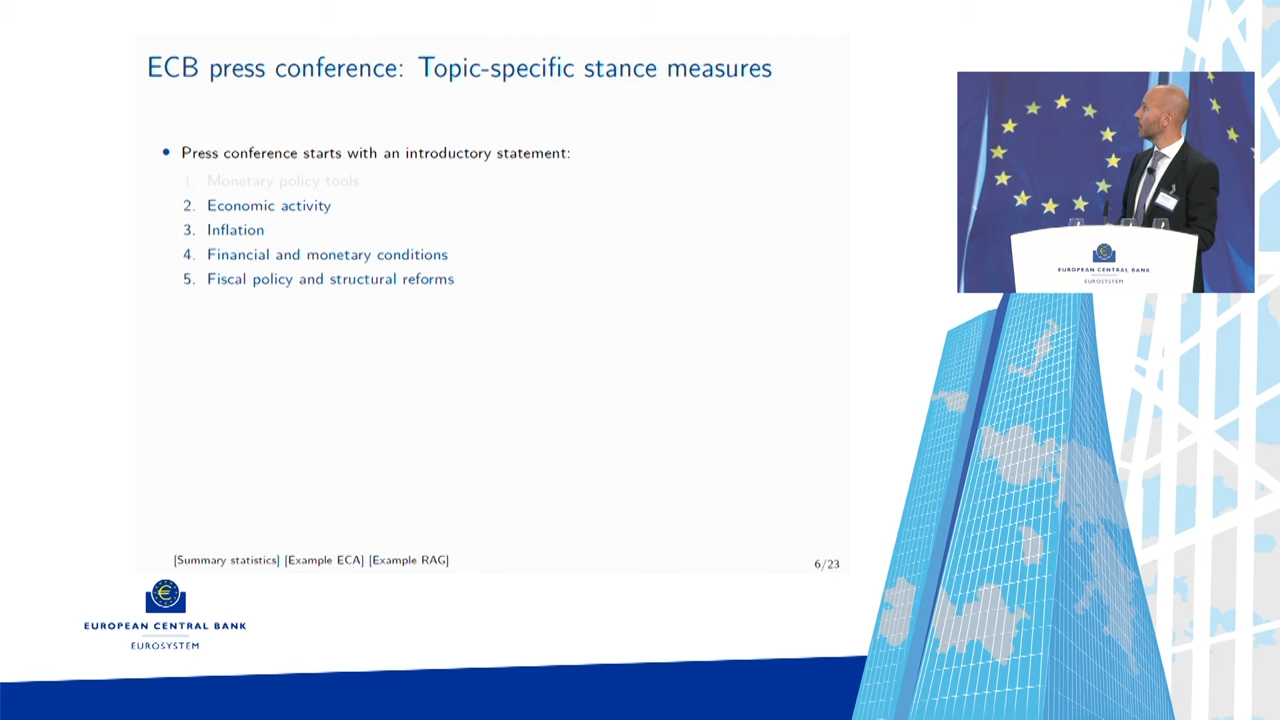 ECB press conference: Topic-specific stance measures
• Press conference starts with an introductory statement:
1. Monetary policy tools
2. Economic activity
3. Inflation
4. Financial and monetary conditions
5. Fiscal policy and structural reforms
[Summary statistics] [Example ECA] [Example RAG]
6/23
EUROPEAN CENTRAL BANK
EUROSYSTEM
EUROPEAN CENTRAL BANK
EUROSYSTEM